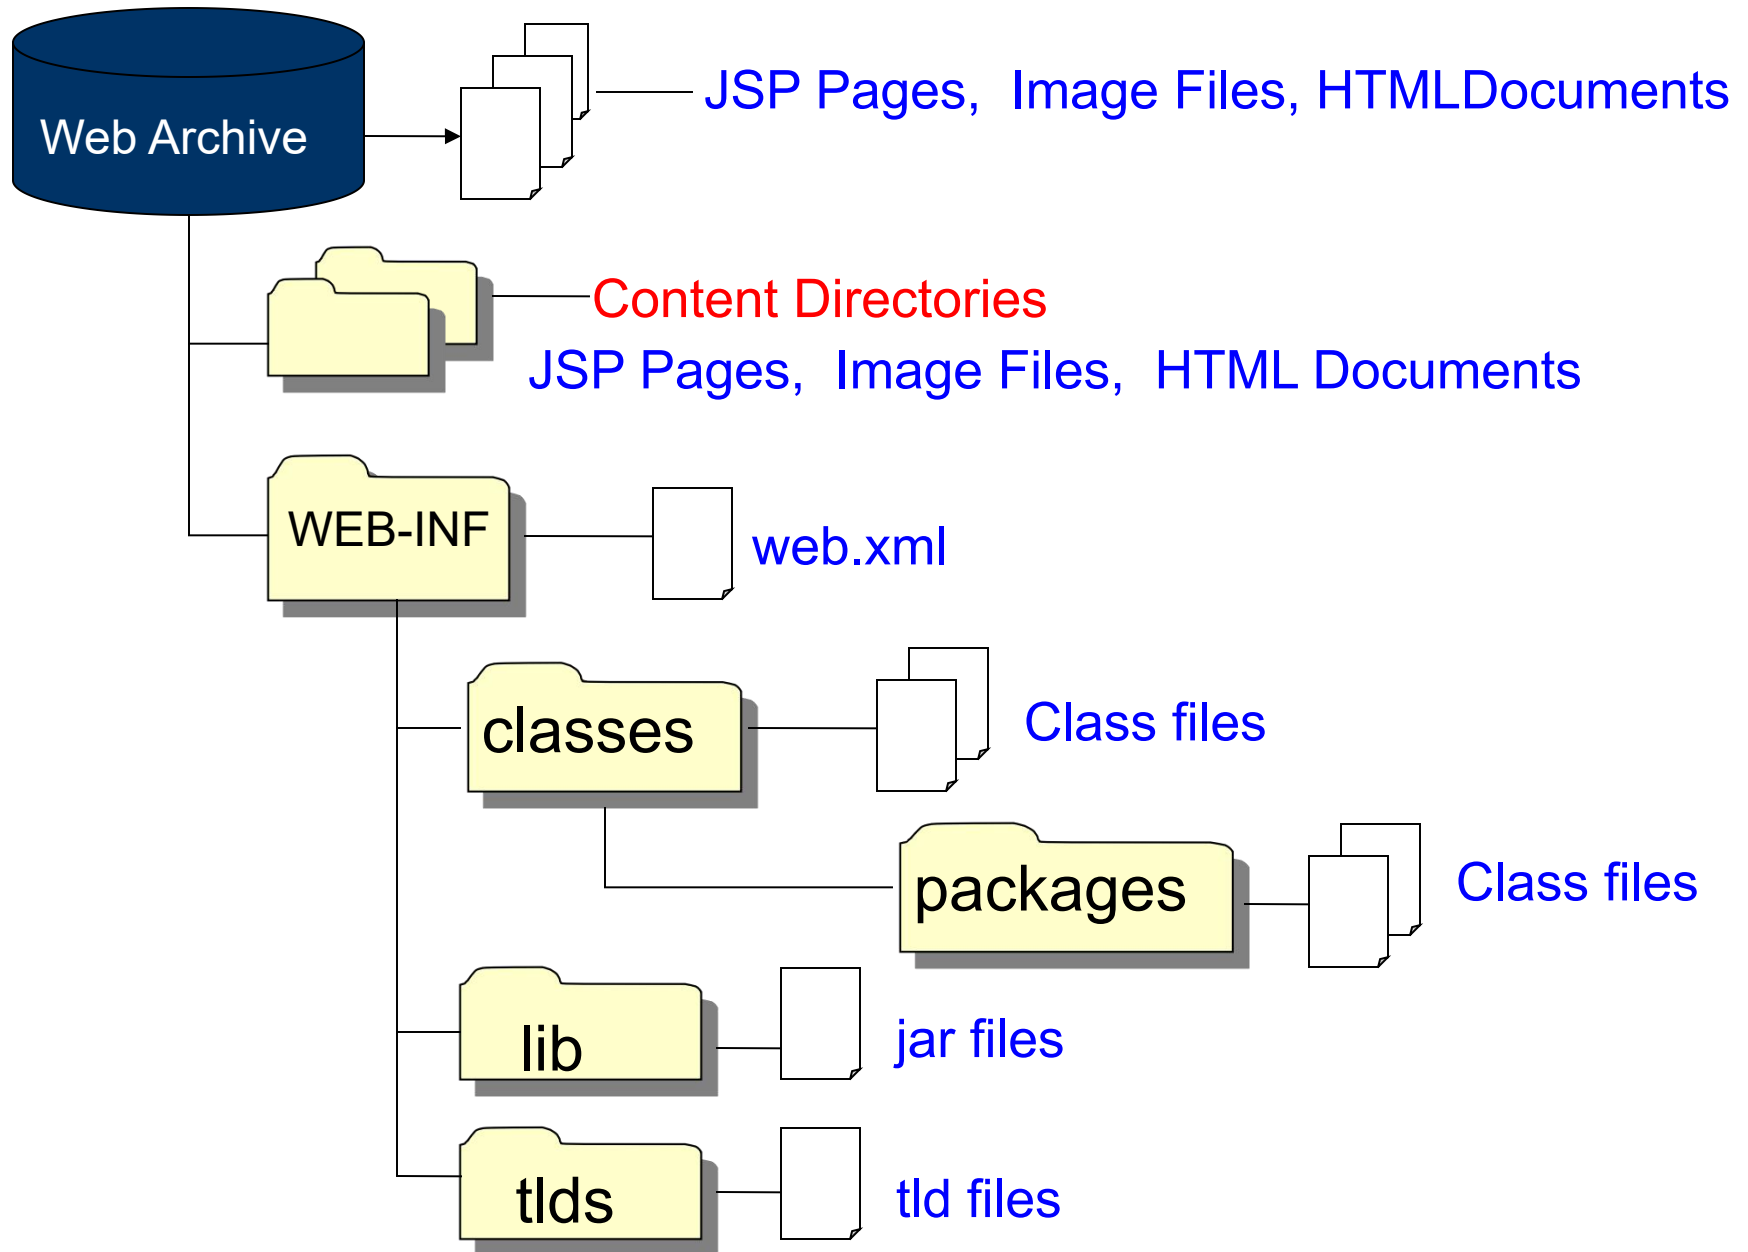 Web Archive
JSP Pages, Image Files, HTMLDocuments
Content Directories
JSP Pages, Image Files, HTML Documents
WEB-INF
web.xml
classes
Class files
packages
Class files
lib
jar files
tlds
tld files